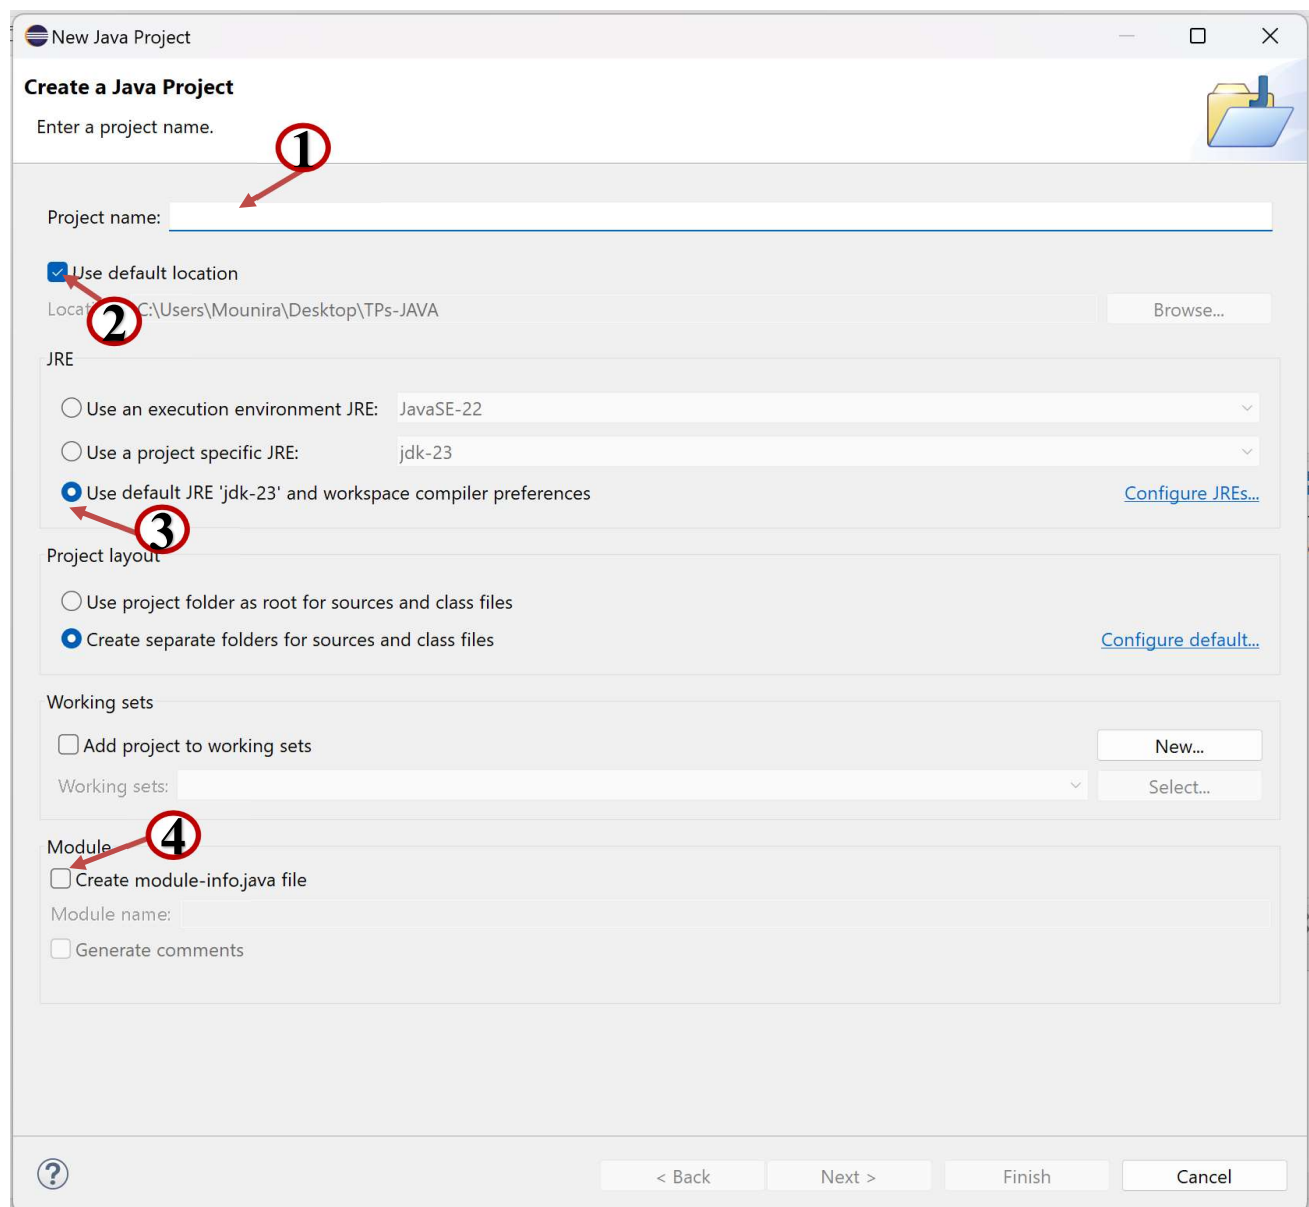 New Java Project
Create a Java Project
Enter a project name.
1
Project name:
Use default location
2
C:\Users\Mounira\Desktop\TPs-JAVA
Browse...
JRE
Use an execution environment JRE: JavaSE-22
Use a project specific JRE: jdk-23
Use default JRE 'jdk-23' and workspace compiler preferences Configure JREs...
3
Project layout
Use project folder as root for sources and class files
Create separate folders for sources and class files Configure default...
Working sets
Add project to working sets New...
Working sets: Select...
4
Module
Create module-info.java file
Module name:
Generate comments
? < Back Next > Finish Cancel